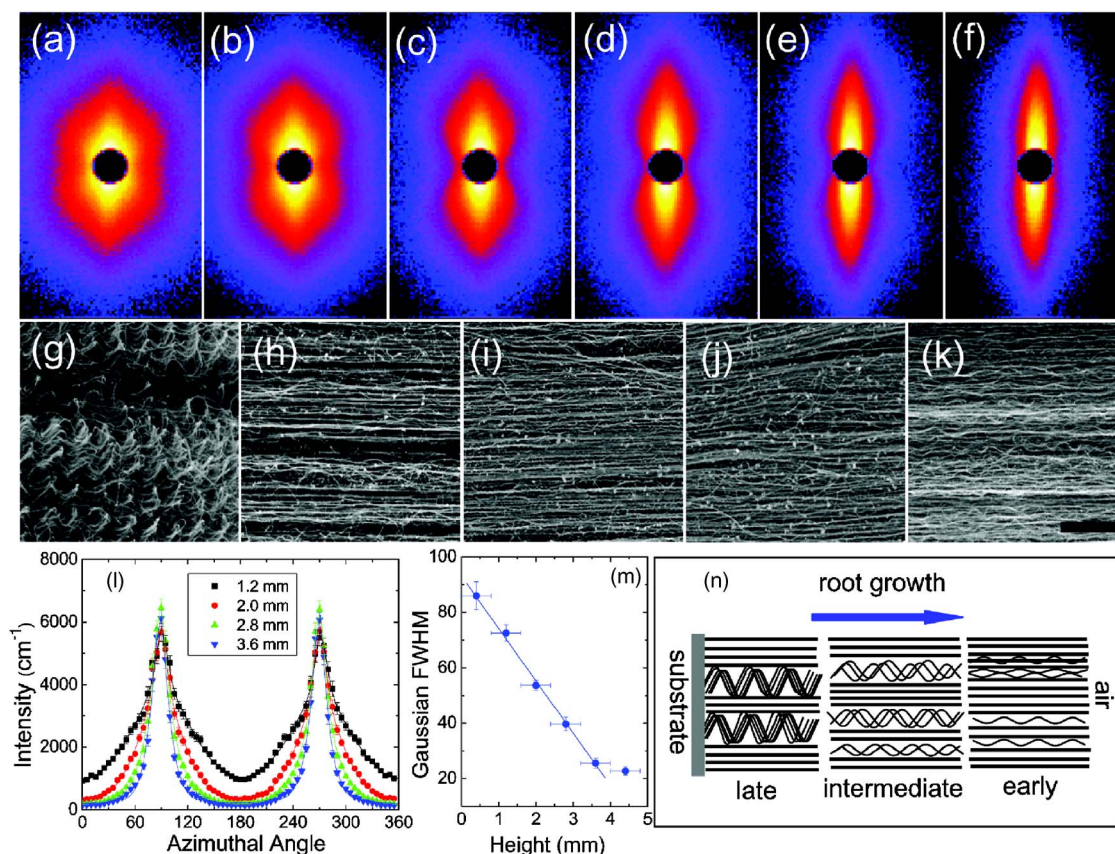 (a) (b) (c) (d) (e) (f)
(g) (h) (i) (j) (k)
(l)
8000
6000
4000
2000
0
Intensity (cm-1)
1.2 mm
2.0 mm
2.8 mm
3.6 mm
0 60 120 180 240 300 360
Azimuthal Angle
(m)
100
80
60
40
20
Gaussian FWHM
0 1 2 3 4 5
Height (mm)
(n)
root growth
substrate
air
late intermediate early